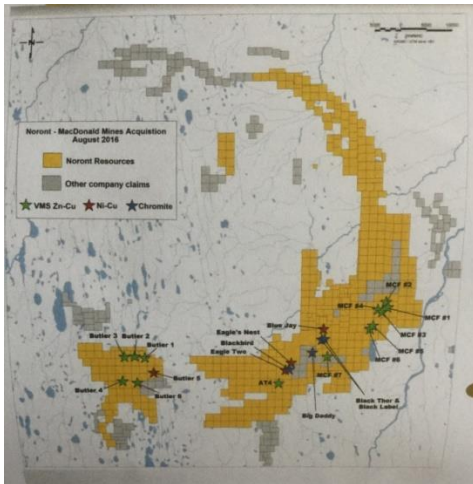 N
Noront - MacDonald Mines Acquistion
August 2016
Noront Resources
Other company claims
VMS Zn-Cu
Ni-Cu
Chromite
MCF #2
MCF #4
MCF #1
MCF #3
MCF #5
MCF #6
Blue Jay
Eagle's Nest
Blackbird
Eagle Two
AT4
MCF #7
Big Daddy
Black Thor &
Black Label
Butler 3
Butler 2
Butler 1
Butler 5
Butler 4
Butler 6